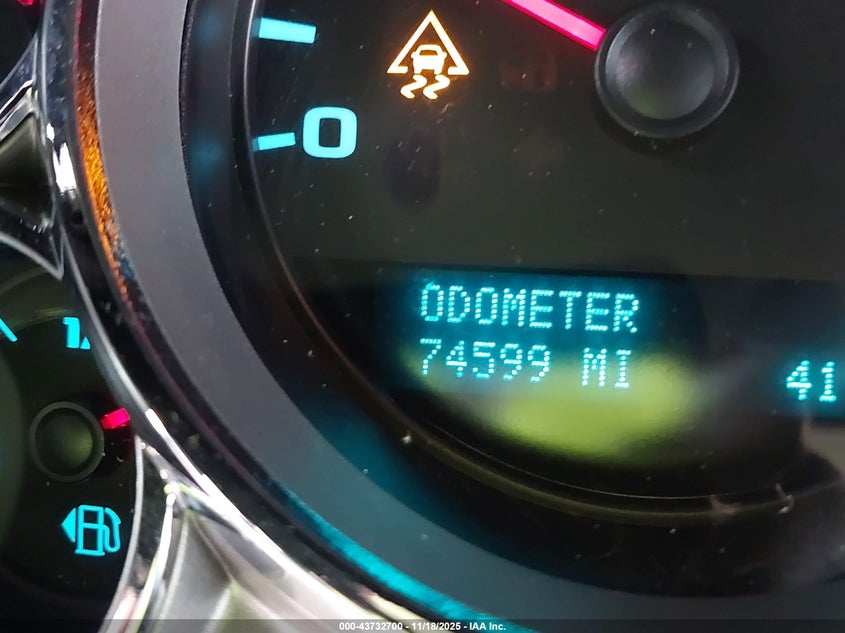 0
ODOMETER
74599 MI
41
000-43732700 - 11/18/2025 - IAA Inc.